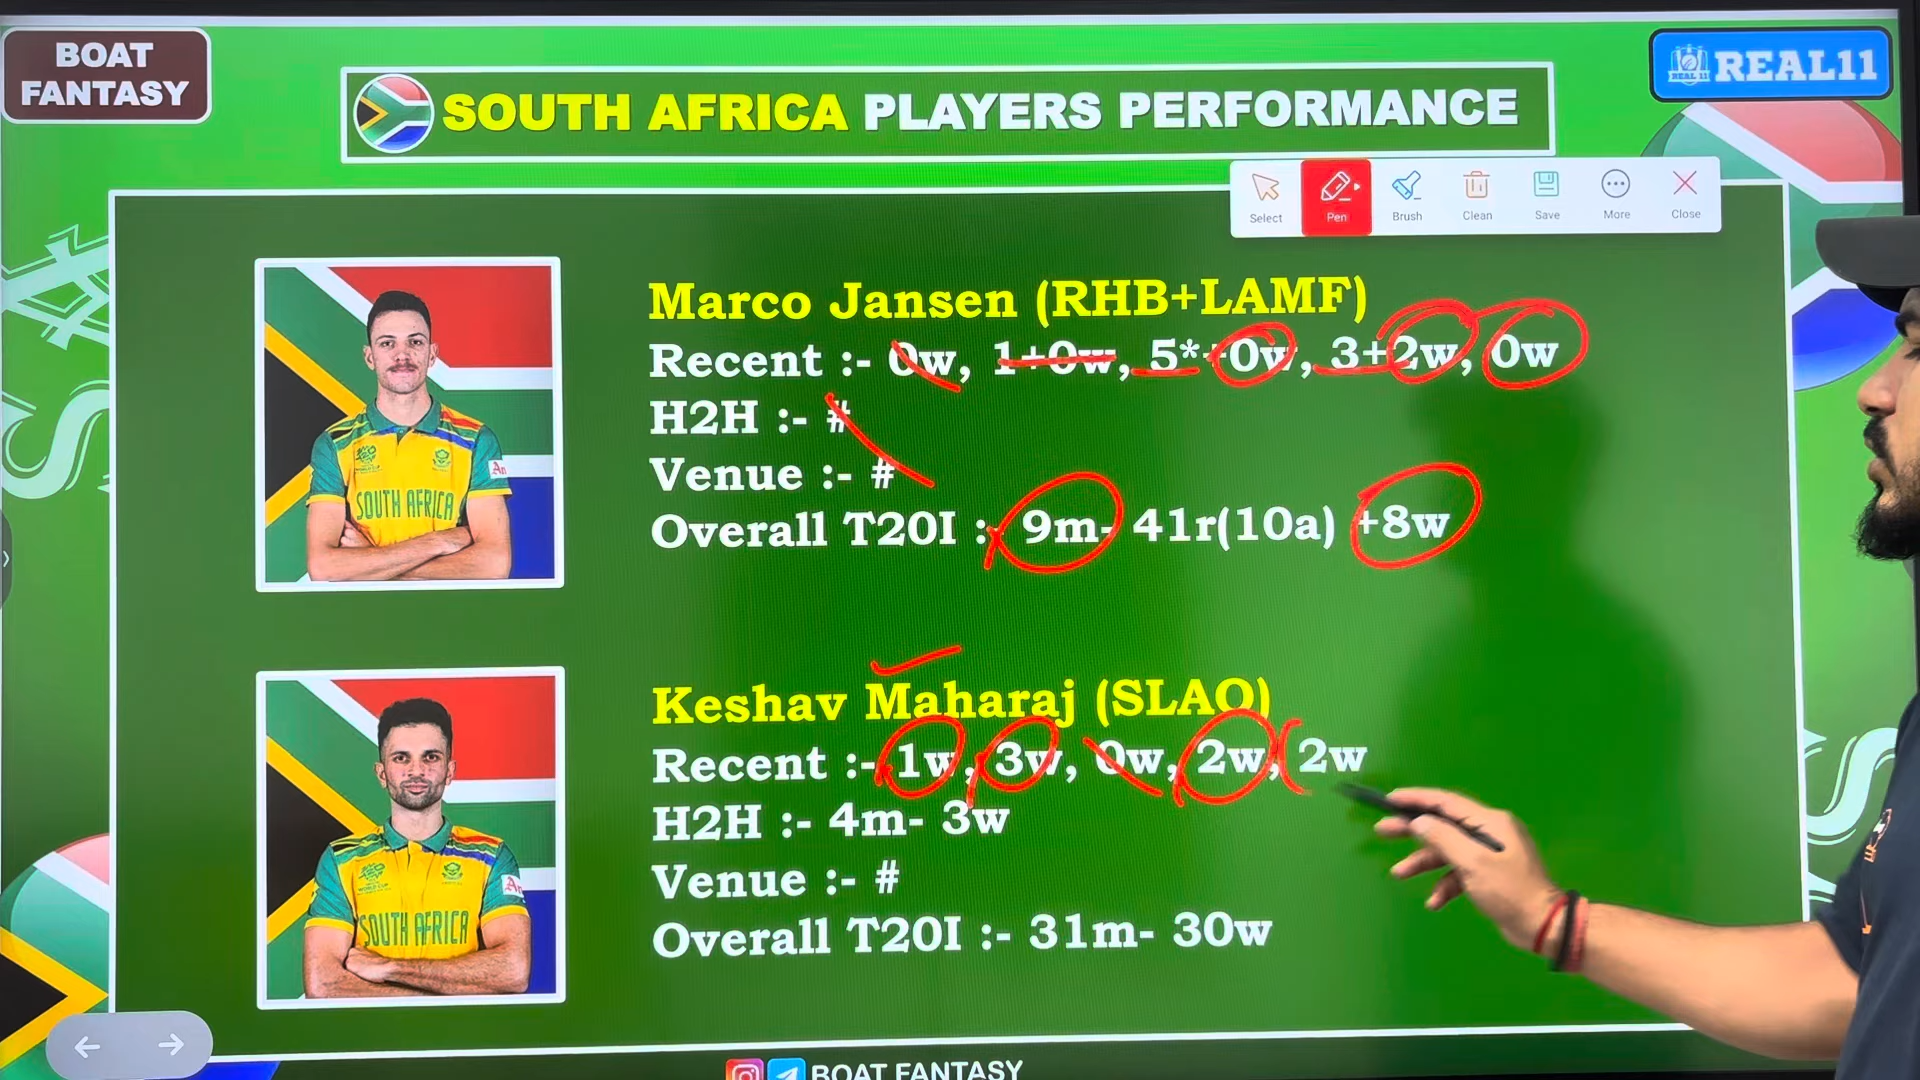 BOAT
FANTASY
REAL 11
REAL11
SOUTH AFRICA PLAYERS PERFORMANCE
Select
Pen
Brush
Clean
Save
More
Close
Marco Jansen (RHB+LAMF)
Recent :- 0w, 1+0w, 5*+0w, 3+2w, 0w
H2H :- #
Venue :- #
Overall T20I :- 9m- 41r(10a) +8w
SOUTH AFRICA
Keshav Maharaj (SLAO)
Recent :- 1w, 3w, 0w, 2w, 2w
H2H :- 4m- 3w
Venue :- #
Overall T20I :- 31m- 30w
SOUTH AFRICA
BOAT FANTASY